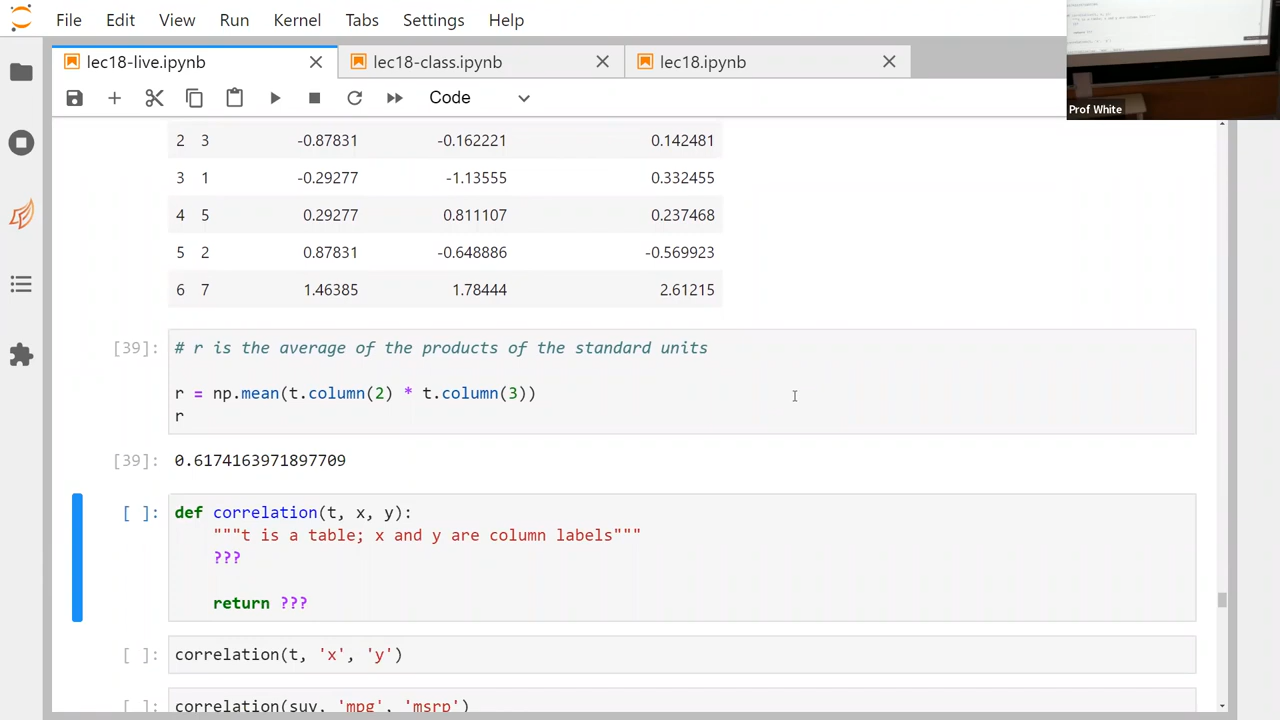 File Edit View Run Kernel Tabs Settings Help
lec18-live.ipynb lec18-class.ipynb lec18.ipynb
Code
Prof White
2 3 -0.87831 -0.162221 0.142481
3 1 -0.29277 -1.13555 0.332455
4 5 0.29277 0.811107 0.237468
5 2 0.87831 -0.648886 -0.569923
6 7 1.46385 1.78444 2.61215
[39]: # r is the average of the products of the standard units
r = np.mean(t.column(2) * t.column(3))
r
[39]: 0.6174163971897709
[ ]: def correlation(t, x, y):
"""t is a table; x and y are column labels"""
???
return ???
[ ]: correlation(t, 'x', 'y')
[ ]: correlation(suv, 'mpg', 'msrp')